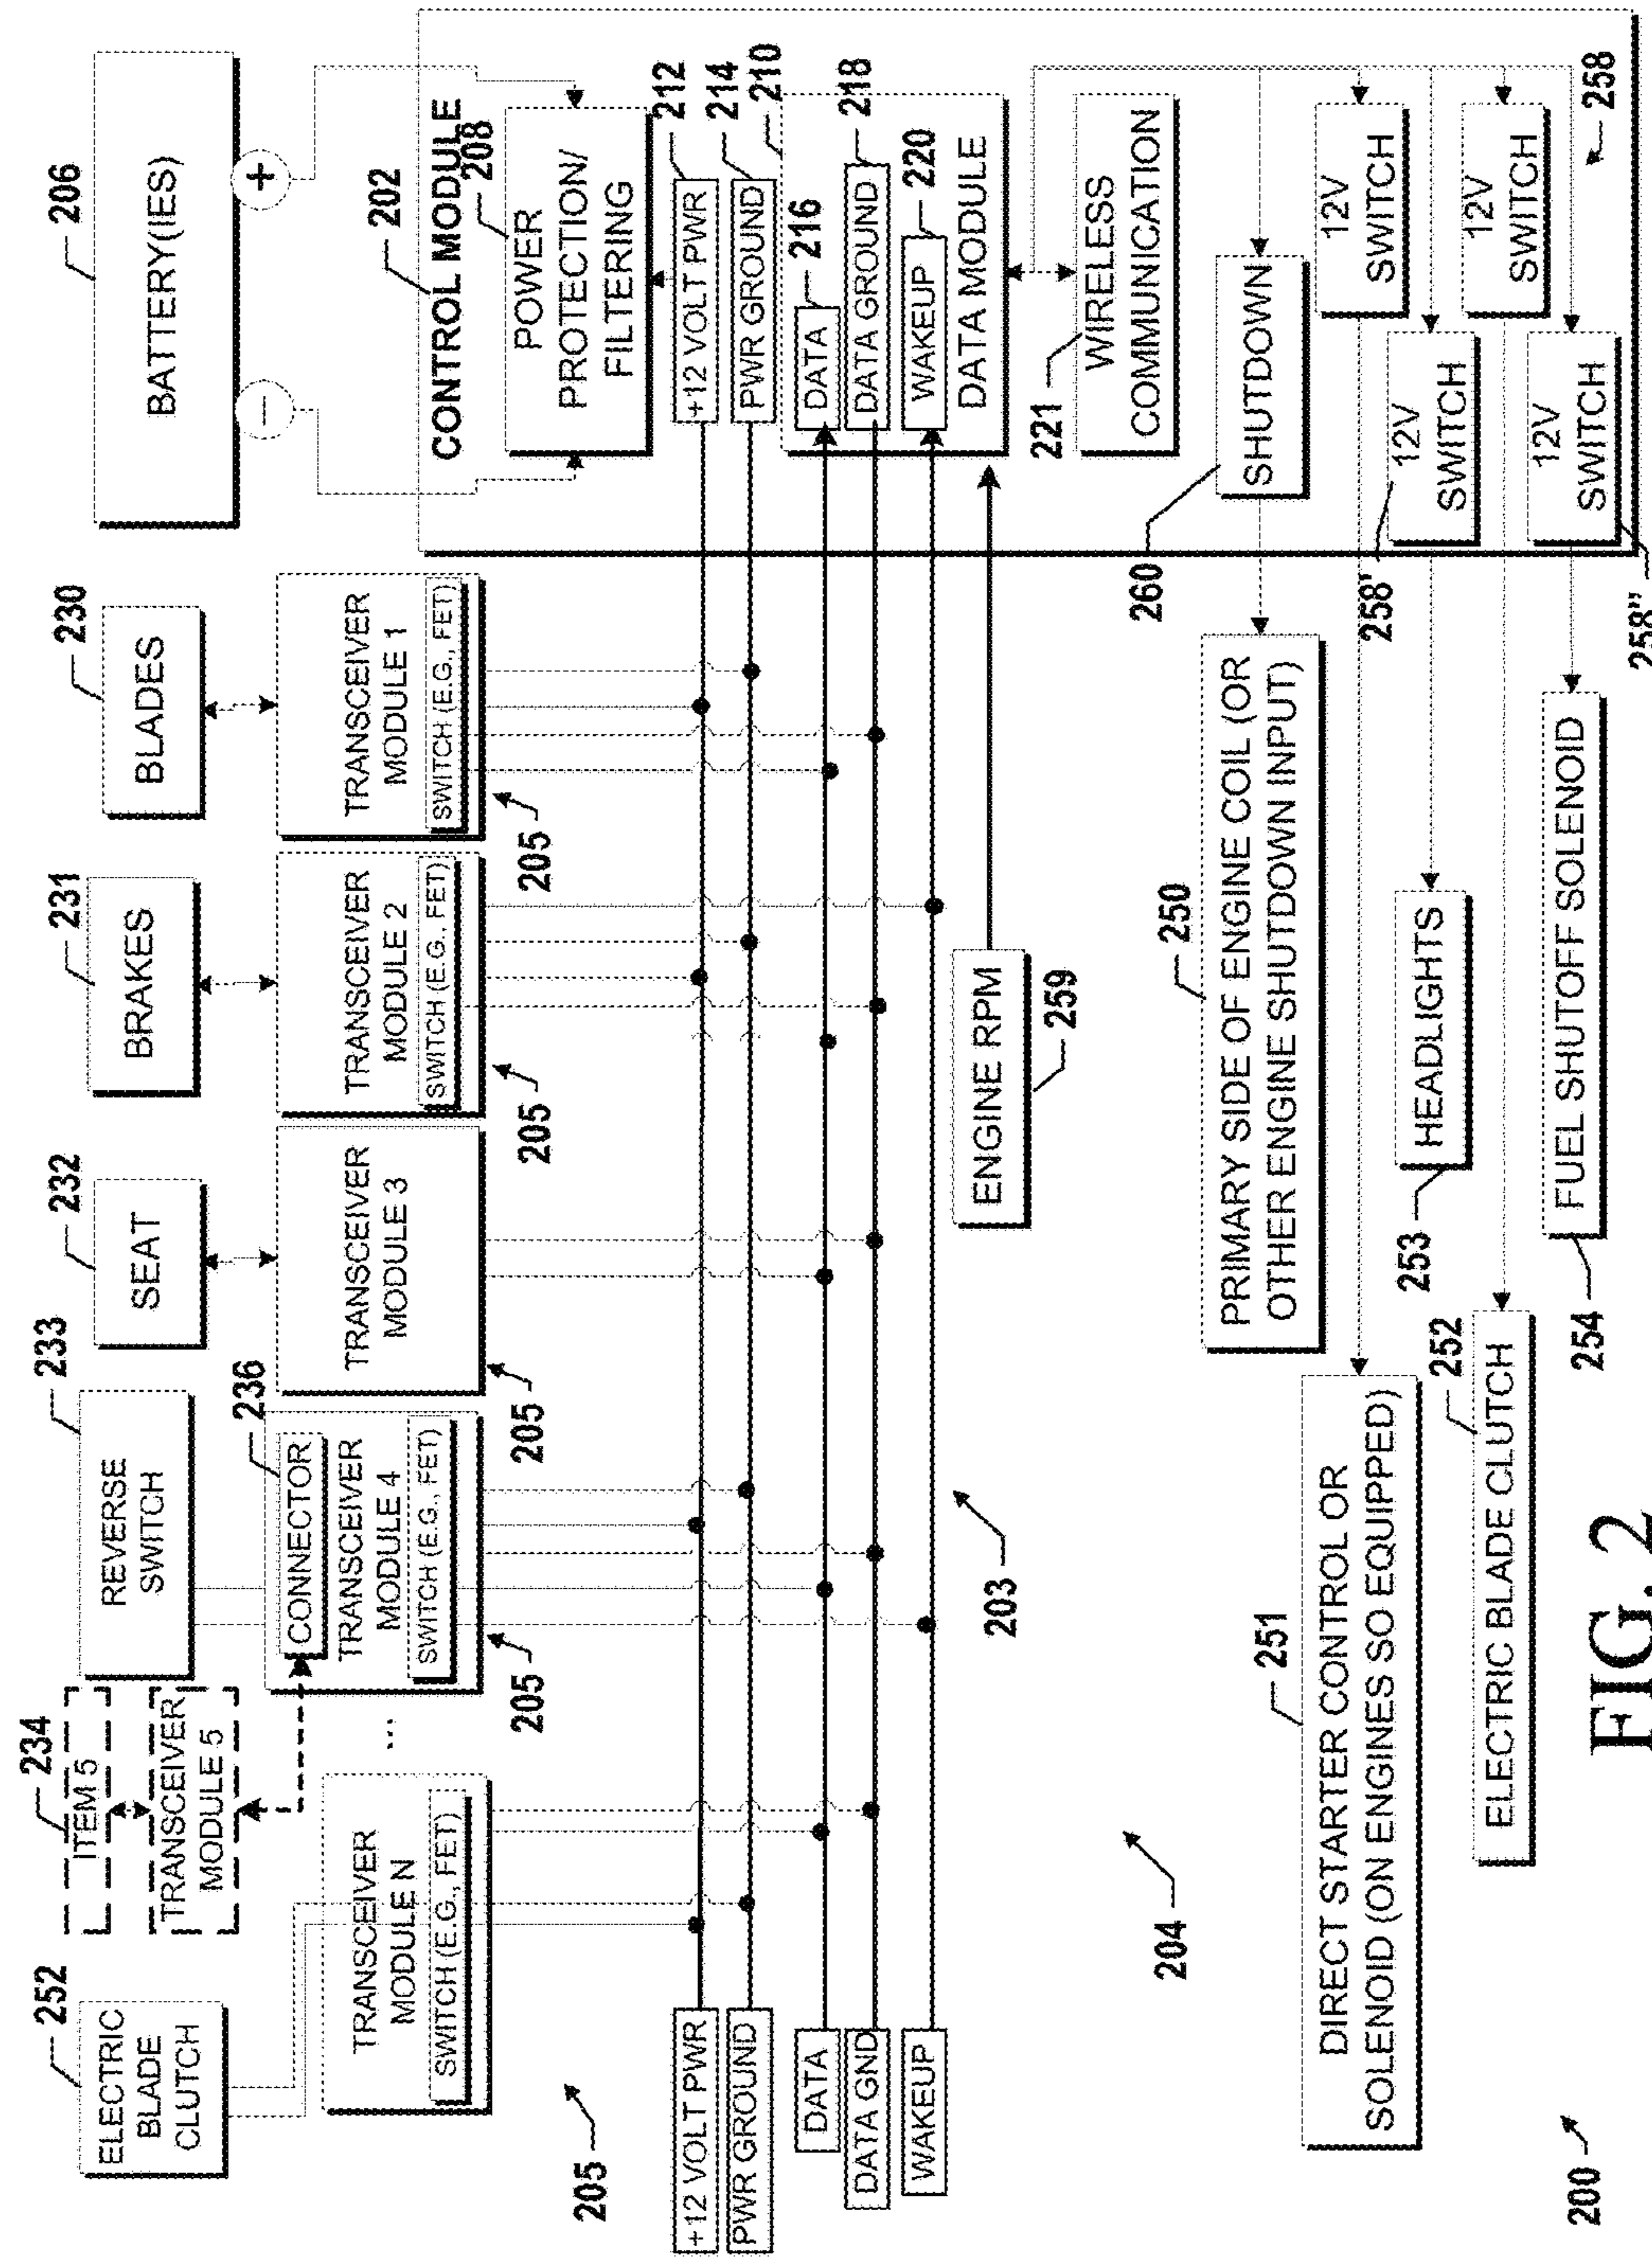 206
BATTERY(IES)
−
+
202
CONTROL MODULE
208
POWER
PROTECTION/
FILTERING
+12 VOLT PWR
212
PWR GROUND
214
210
DATA
216
DATA GROUND
218
WAKEUP
220
DATA MODULE
221
WIRELESS
COMMUNICATION
260
SHUTDOWN
12V
SWITCH
258'
12V
SWITCH
12V
SWITCH
12V
SWITCH
258''
258
230
BLADES
TRANSCEIVER
MODULE 1
SWITCH (E.G., FET)
205
231
BRAKES
TRANSCEIVER
MODULE 2
SWITCH (E.G., FET)
205
232
SEAT
TRANSCEIVER
MODULE 3
205
233
REVERSE
SWITCH
236
CONNECTOR
TRANSCEIVER
MODULE 4
SWITCH (E.G., FET)
205
234
ITEM 5
TRANSCEIVER
MODULE 5
...
252
ELECTRIC
BLADE
CLUTCH
TRANSCEIVER
MODULE N
SWITCH (E.G., FET)
205
+12 VOLT PWR
PWR GROUND
DATA
DATA GND
WAKEUP
203
ENGINE RPM
259
204
250
PRIMARY SIDE OF ENGINE COIL (OR
OTHER ENGINE SHUTDOWN INPUT)
251
DIRECT STARTER CONTROL OR
SOLENOID (ON ENGINES SO EQUIPPED)
253
HEADLIGHTS
252
ELECTRIC BLADE CLUTCH
254
FUEL SHUTOFF SOLENOID
200
FIG. 2